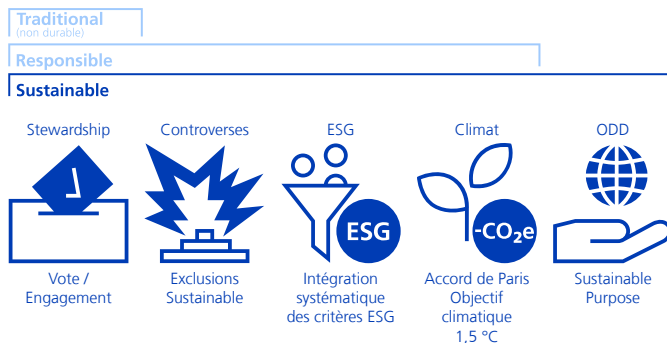 Traditional
(non durable)
Responsible
Sustainable
Stewardship
Controverses
ESG
Climat
ODD
ESG
-CO₂e
Vote /
Engagement
Exclusions
Sustainable
Intégration
systématique
des critères ESG
Accord de Paris
Objectif
climatique
1,5 °C
Sustainable
Purpose